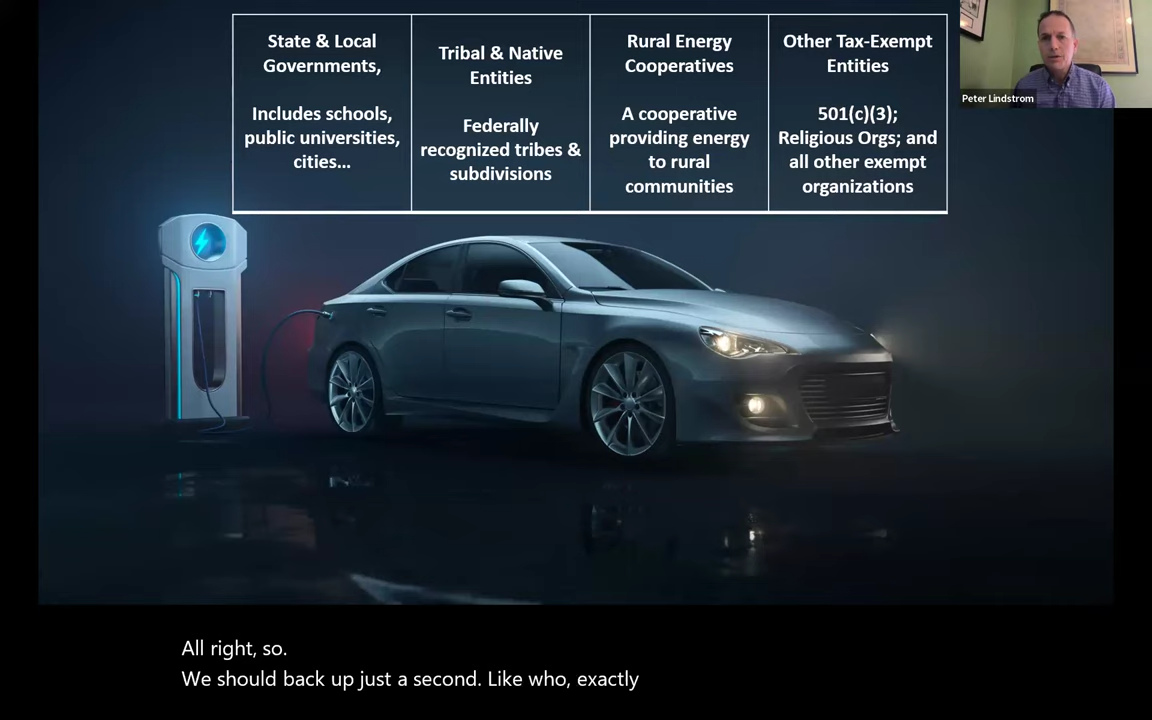 State & Local
Governments,
Includes schools,
public universities,
cities...
Tribal & Native
Entities
Federally
recognized tribes &
subdivisions
Rural Energy
Cooperatives
A cooperative
providing energy
to rural
communities
Other Tax-Exempt
Entities
501(c)(3);
Religious Orgs; and
all other exempt
organizations
Peter Lindstrom
All right, so.
We should back up just a second. Like who, exactly